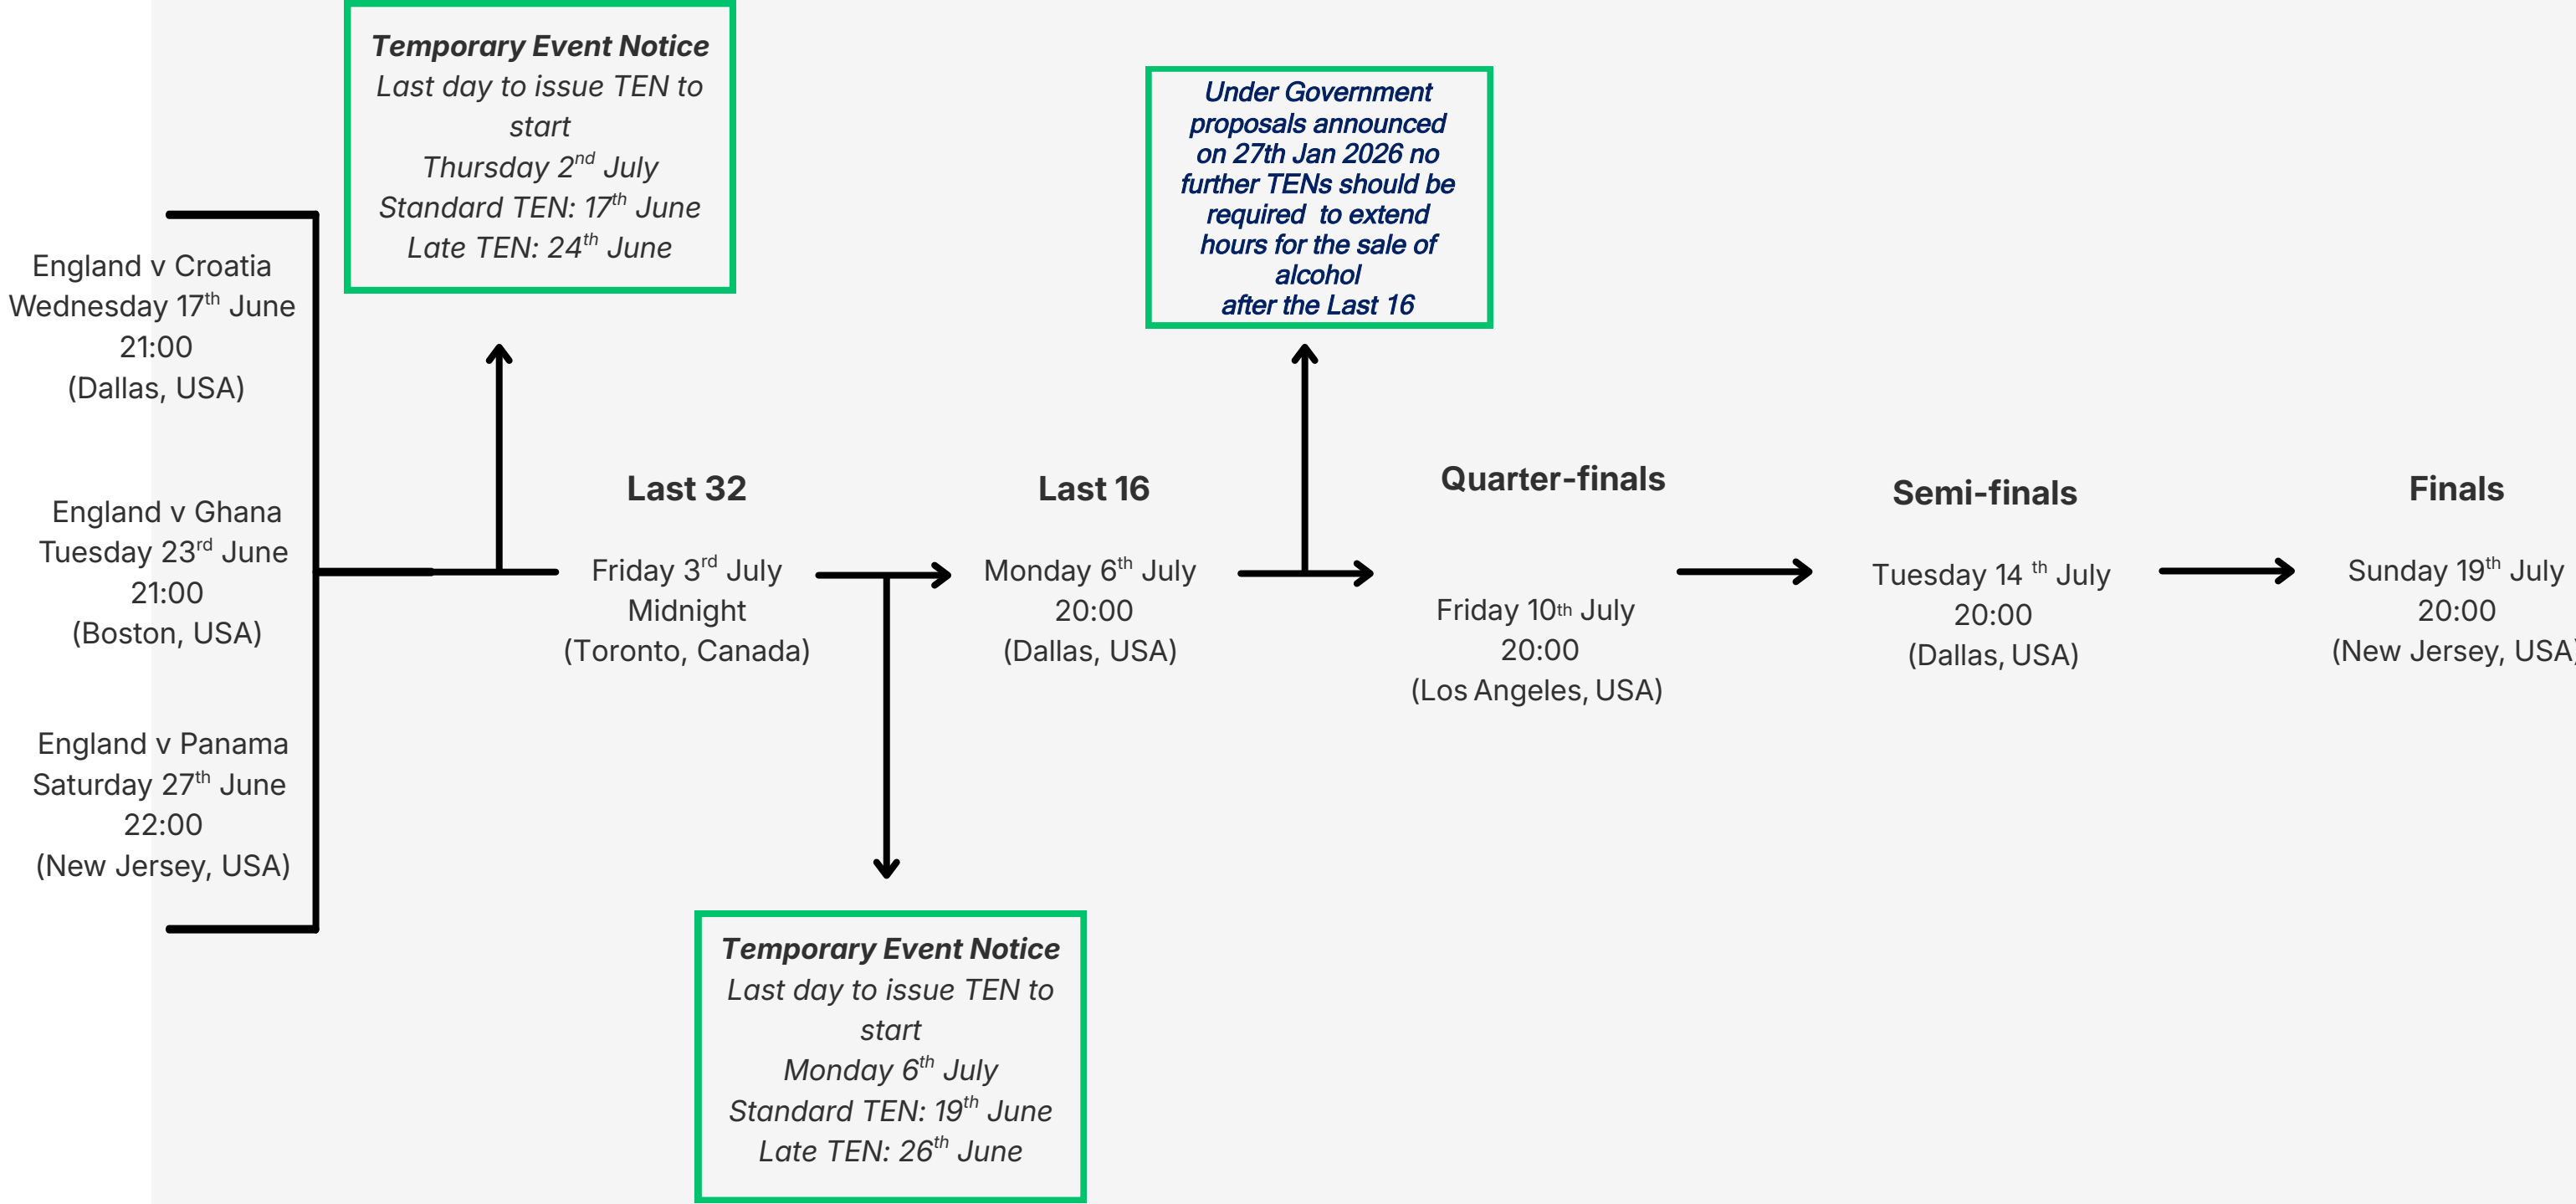 Temporary Event Notice
Last day to issue TEN to
start
Thursday 2nd July
Standard TEN: 17th June
Late TEN: 24th June
Under Government
proposals announced
on 27th Jan 2026 no
further TENs should be
required  to extend
hours for the sale of
alcohol
after the Last 16
England v Croatia
Wednesday 17th June
21:00
(Dallas, USA)
England v Ghana
Tuesday 23rd June
21:00
(Boston, USA)
England v Panama
Saturday 27th June
22:00
(New Jersey, USA)
Last 32
Friday 3rd July
Midnight
(Toronto, Canada)
Last 16
Monday 6th July
20:00
(Dallas, USA)
Quarter-finals
Friday 10th July
20:00
(Los Angeles, USA)
Semi-finals
Tuesday 14 th July
20:00
(Dallas, USA)
Finals
Sunday 19th July
20:00
(New Jersey, USA)
Temporary Event Notice
Last day to issue TEN to
start
Monday 6th July
Standard TEN: 19th June
Late TEN: 26th June